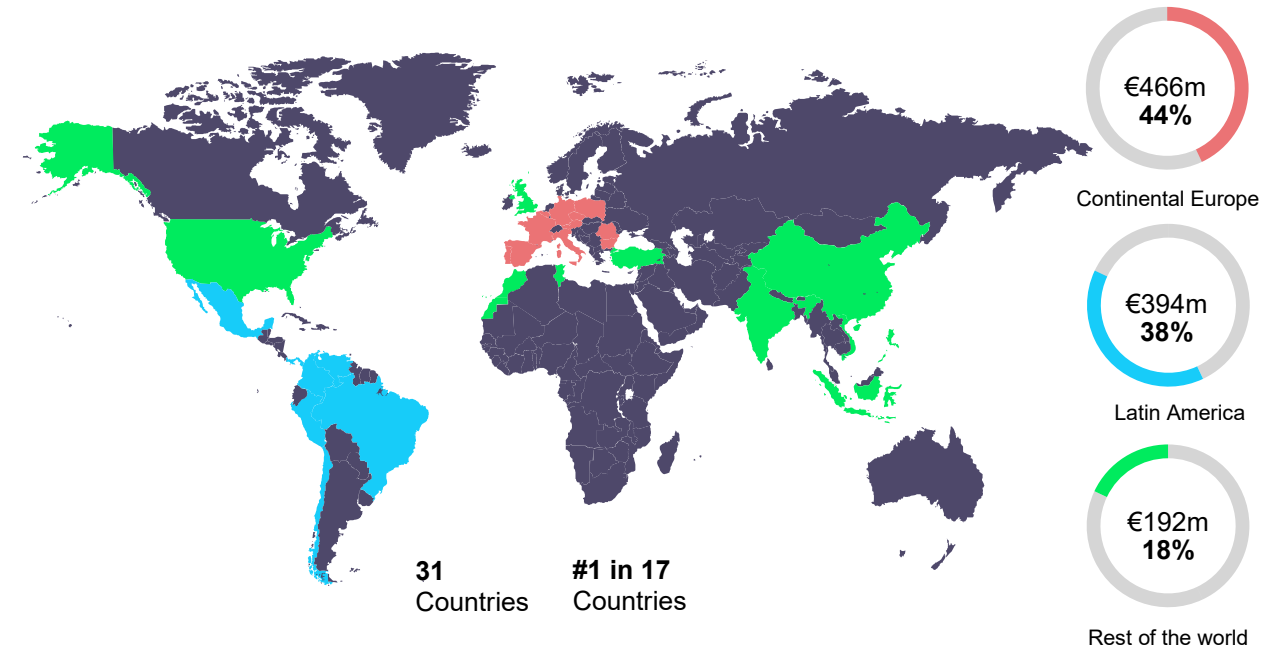 €466m
44%
Continental Europe
€394m
38%
Latin America
€192m
18%
Rest of the world
31
Countries
#1 in 17
Countries